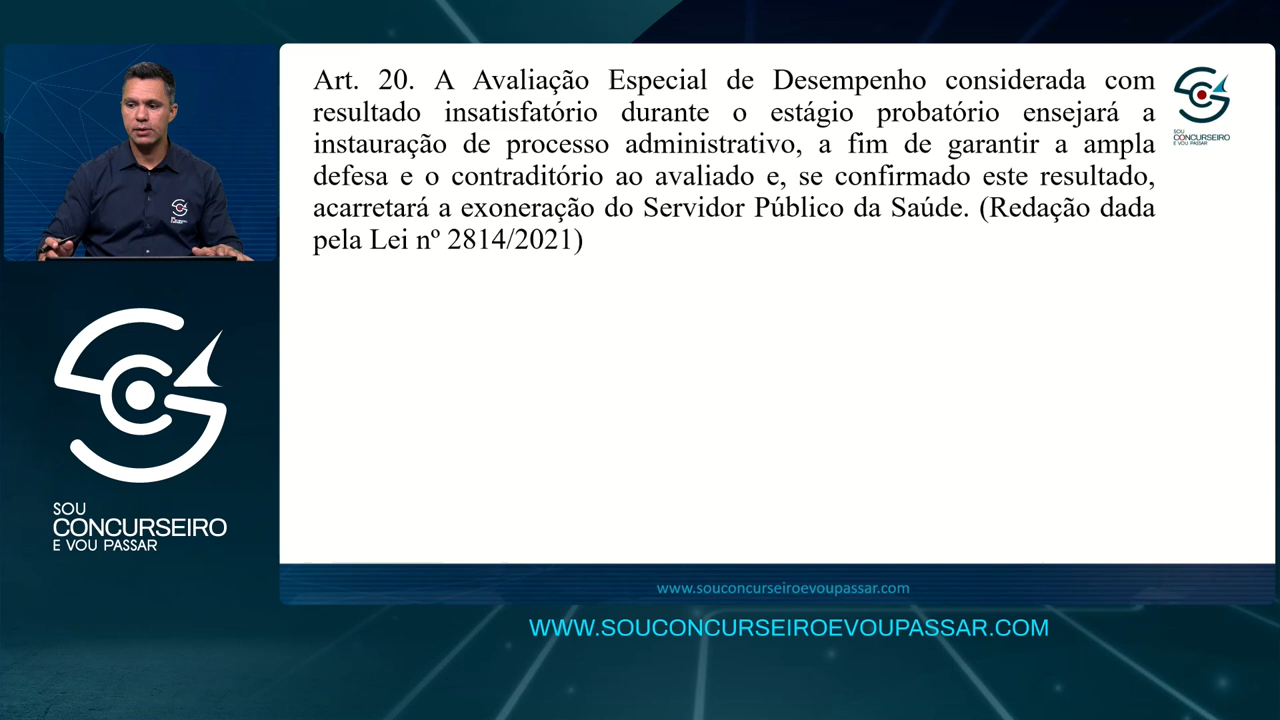 Art. 20. A Avaliação Especial de Desempenho considerada com
resultado insatisfatório durante o estágio probatório ensejará a
instauração de processo administrativo, a fim de garantir a ampla
defesa e o contraditório ao avaliado e, se confirmado este resultado,
acarretará a exoneração do Servidor Público da Saúde. (Redação dada
pela Lei nº 2814/2021)
SOU
CONCURSEIRO
E VOU PASSAR
SOU
CONCURSEIRO
E VOU PASSAR
www.souconcurseiroevoupassar.com
WWW.SOUCONCURSEIROEVOUPASSAR.COM